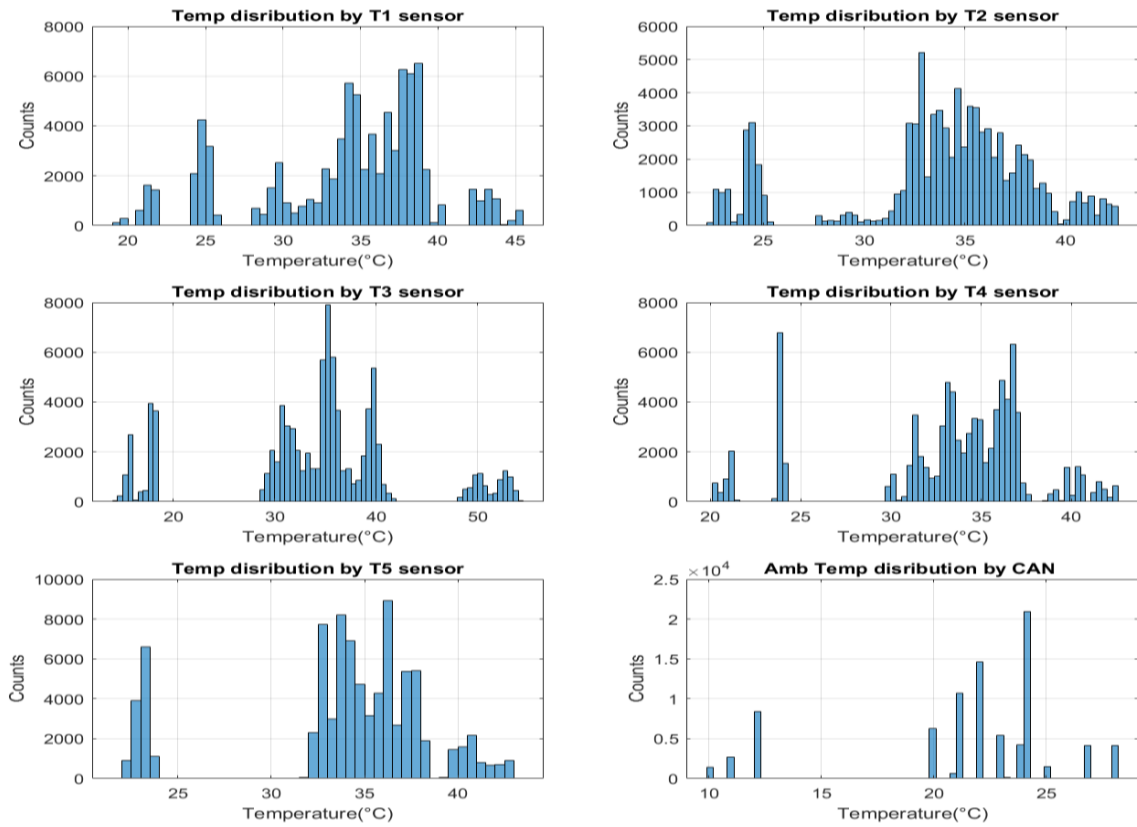 Temp disribution by T1 sensor
8000
6000
4000
2000
0
Counts
20 25 30 35 40 45
Temperature(°C)
Temp disribution by T2 sensor
6000
5000
4000
3000
2000
1000
0
Counts
25 30 35 40
Temperature(°C)
Temp disribution by T3 sensor
8000
6000
4000
2000
0
Counts
20 30 40 50
Temperature(°C)
Temp disribution by T4 sensor
8000
6000
4000
2000
0
Counts
20 25 30 35 40
Temperature(°C)
Temp disribution by T5 sensor
10000
8000
6000
4000
2000
0
Counts
25 30 35 40
Temperature(°C)
Amb Temp disribution by CAN
× 10^4
2.5
2
1.5
1
0.5
0
Counts
10 15 20 25
Temperature(°C)